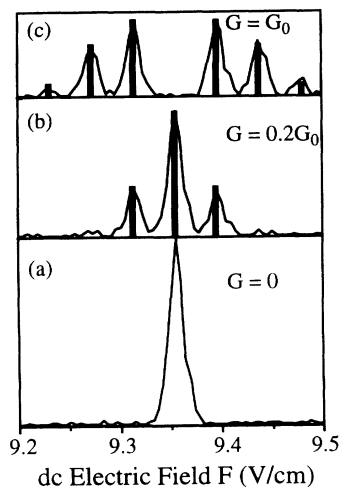 (c) G = G₀
(b) G = 0.2G₀
(a) G = 0
9.2 9.3 9.4 9.5
dc Electric Field F (V/cm)